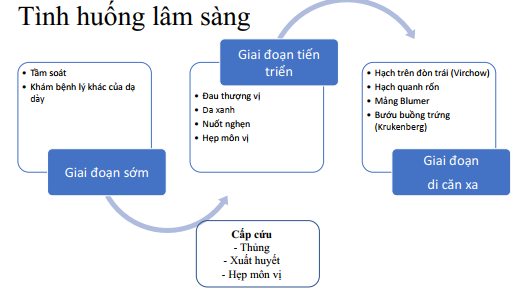 Tình huống lâm sàng
• Tầm soát
• Khám bệnh lý khác của dạ
dày
Giai đoạn sớm
Giai đoạn tiến
triển
• Đau thượng vị
• Da xanh
• Nuốt nghẹn
• Hẹp môn vị
• Hạch trên đòn trái (Virchow)
• Hạch quanh rốn
• Mảng Blumer
• Bướu buồng trứng
(Krukenberg)
Giai đoạn
di căn xa
Cấp cứu
- Thủng
- Xuất huyết
- Hẹp môn vị